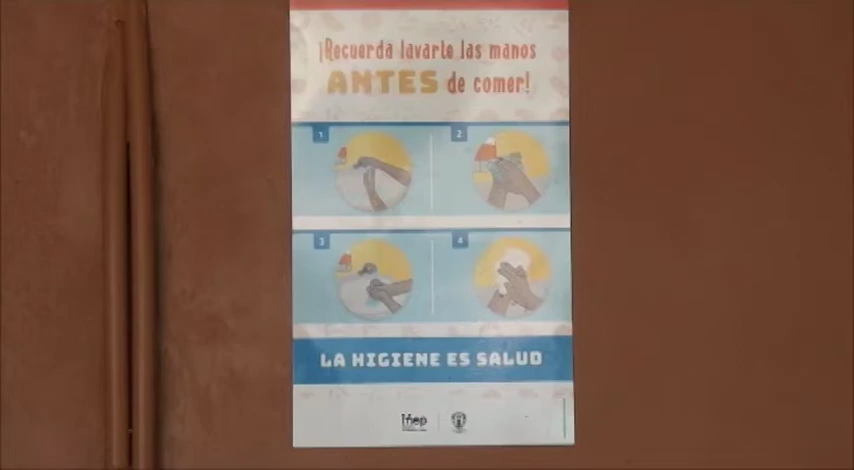 ¡Recuerda lavarte las manos
ANTES de comer!
1
2
3
4
LA HIGIENE ES SALUD